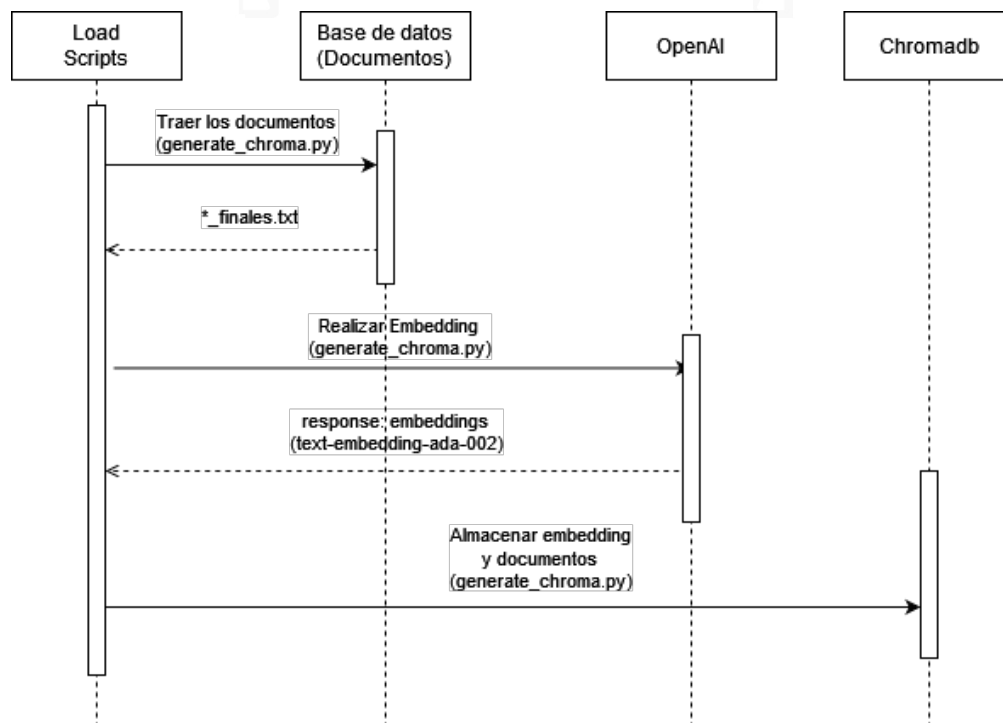 Load
Scripts
Base de datos
(Documentos)
OpenAI
Chromadb
Traer los documentos
(generate_chroma.py)
*_finales.txt
Realizar Embedding
(generate_chroma.py)
response: embeddings
(text-embedding-ada-002)
Almacenar embedding
y documentos
(generate_chroma.py)